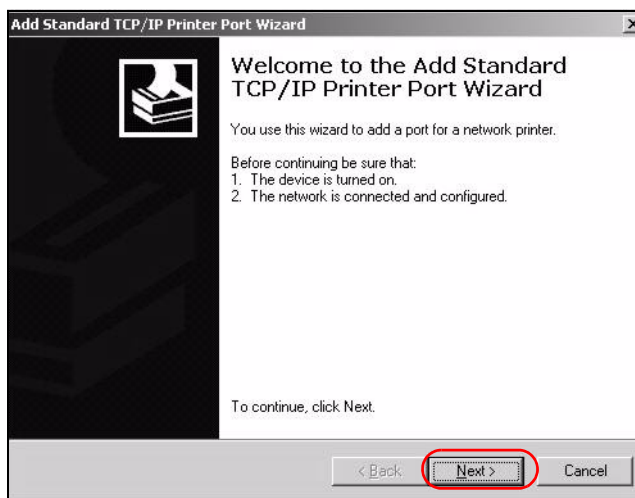 Add Standard TCP/IP Printer Port Wizard
Welcome to the Add Standard
TCP/IP Printer Port Wizard
You use this wizard to add a port for a network printer.
Before continuing be sure that:
1. The device is turned on.
2. The network is connected and configured.
To continue, click Next.
< Back
Next >
Cancel